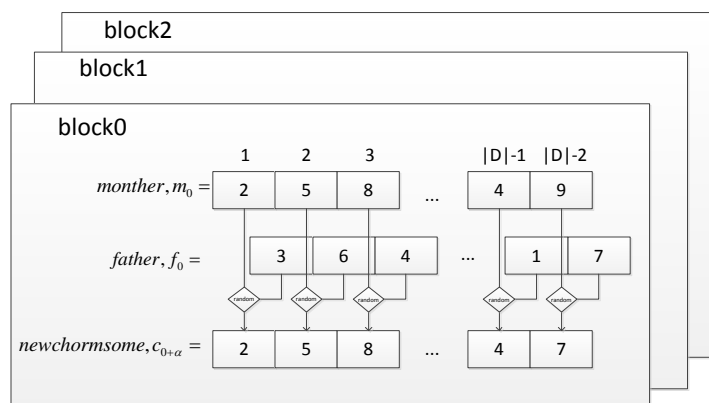 block2
block1
block0
1 2 3 |D|-1 |D|-2
monther, m0 = 2 5 8 ... 4 9
father, f0 = 3 6 4 ... 1 7
random random random random random
newchormsome, c0+α = 2 5 8 ... 4 7